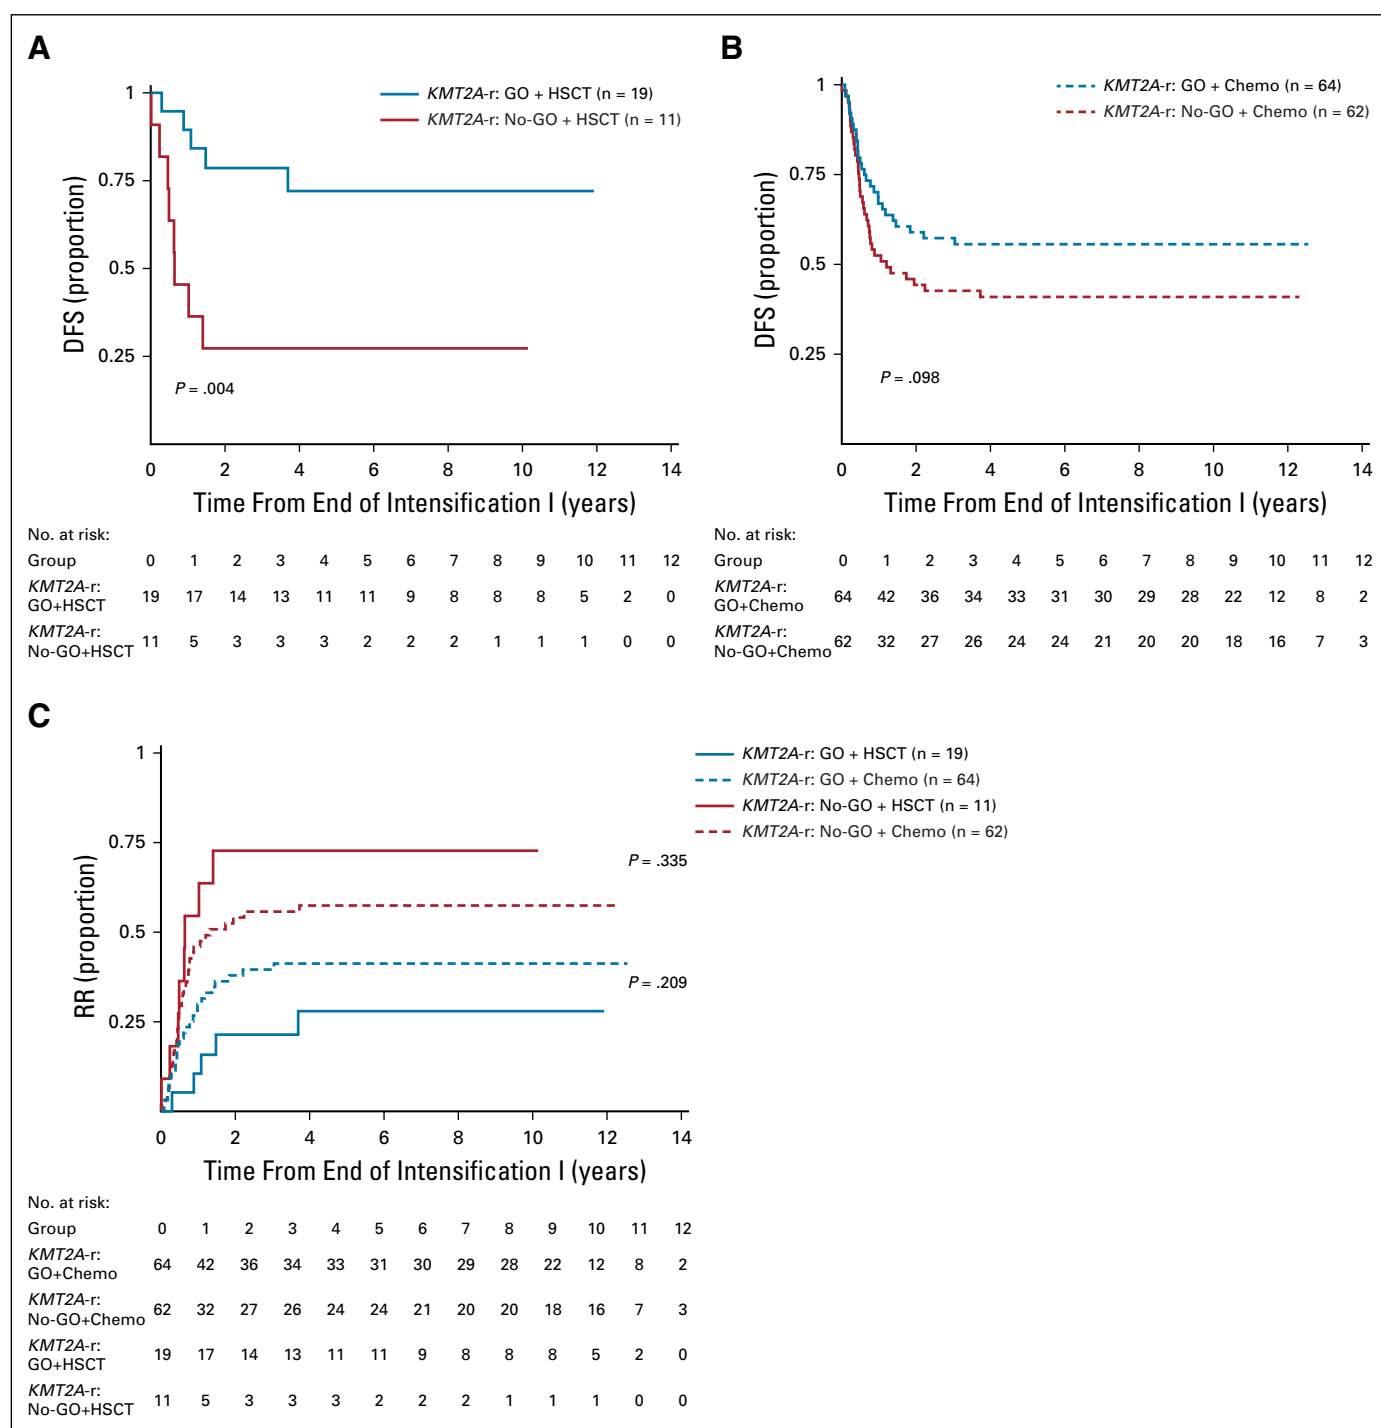 A
KMT2A-r: GO + HSCT (n = 19)
KMT2A-r: No-GO + HSCT (n = 11)
DFS (proportion)
1
0.75
0.5
0.25
P = .004
0 2 4 6 8 10 12 14
Time From End of Intensification I (years)
No. at risk:
Group 0 1 2 3 4 5 6 7 8 9 10 11 12
KMT2A-r:
GO+HSCT 19 17 14 13 11 11 9 8 8 8 5 2 0
KMT2A-r:
No-GO+HSCT 11 5 3 3 3 2 2 2 1 1 1 0 0
B
KMT2A-r: GO + Chemo (n = 64)
KMT2A-r: No-GO + Chemo (n = 62)
DFS (proportion)
1
0.75
0.5
0.25
P = .098
0 2 4 6 8 10 12 14
Time From End of Intensification I (years)
No. at risk:
Group 0 1 2 3 4 5 6 7 8 9 10 11 12
KMT2A-r:
GO+Chemo 64 42 36 34 33 31 30 29 28 22 12 8 2
KMT2A-r:
No-GO+Chemo 62 32 27 26 24 24 21 20 20 18 16 7 3
C
KMT2A-r: GO + HSCT (n = 19)
KMT2A-r: GO + Chemo (n = 64)
KMT2A-r: No-GO + HSCT (n = 11)
KMT2A-r: No-GO + Chemo (n = 62)
RR (proportion)
1
0.75
0.5
0.25
P = .335
P = .209
0 2 4 6 8 10 12 14
Time From End of Intensification I (years)
No. at risk:
Group 0 1 2 3 4 5 6 7 8 9 10 11 12
KMT2A-r:
GO+Chemo 64 42 36 34 33 31 30 29 28 22 12 8 2
KMT2A-r:
No-GO+Chemo 62 32 27 26 24 24 21 20 20 18 16 7 3
KMT2A-r:
GO+HSCT 19 17 14 13 11 11 9 8 8 8 5 2 0
KMT2A-r:
No-GO+HSCT 11 5 3 3 3 2 2 2 1 1 1 0 0